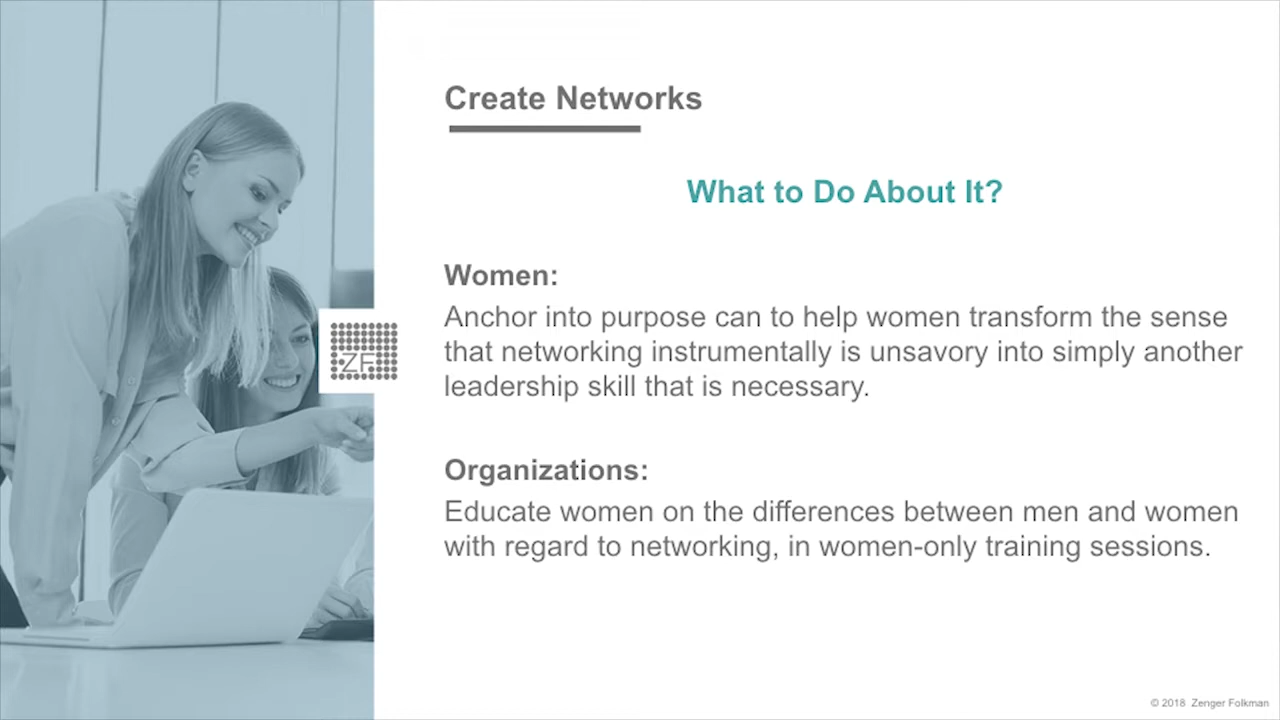 Create Networks
What to Do About It?
Women:
Anchor into purpose can to help women transform the sense
that networking instrumentally is unsavory into simply another
leadership skill that is necessary.
ZF
Organizations:
Educate women on the differences between men and women
with regard to networking, in women-only training sessions.
© 2018 Zenger Folkman